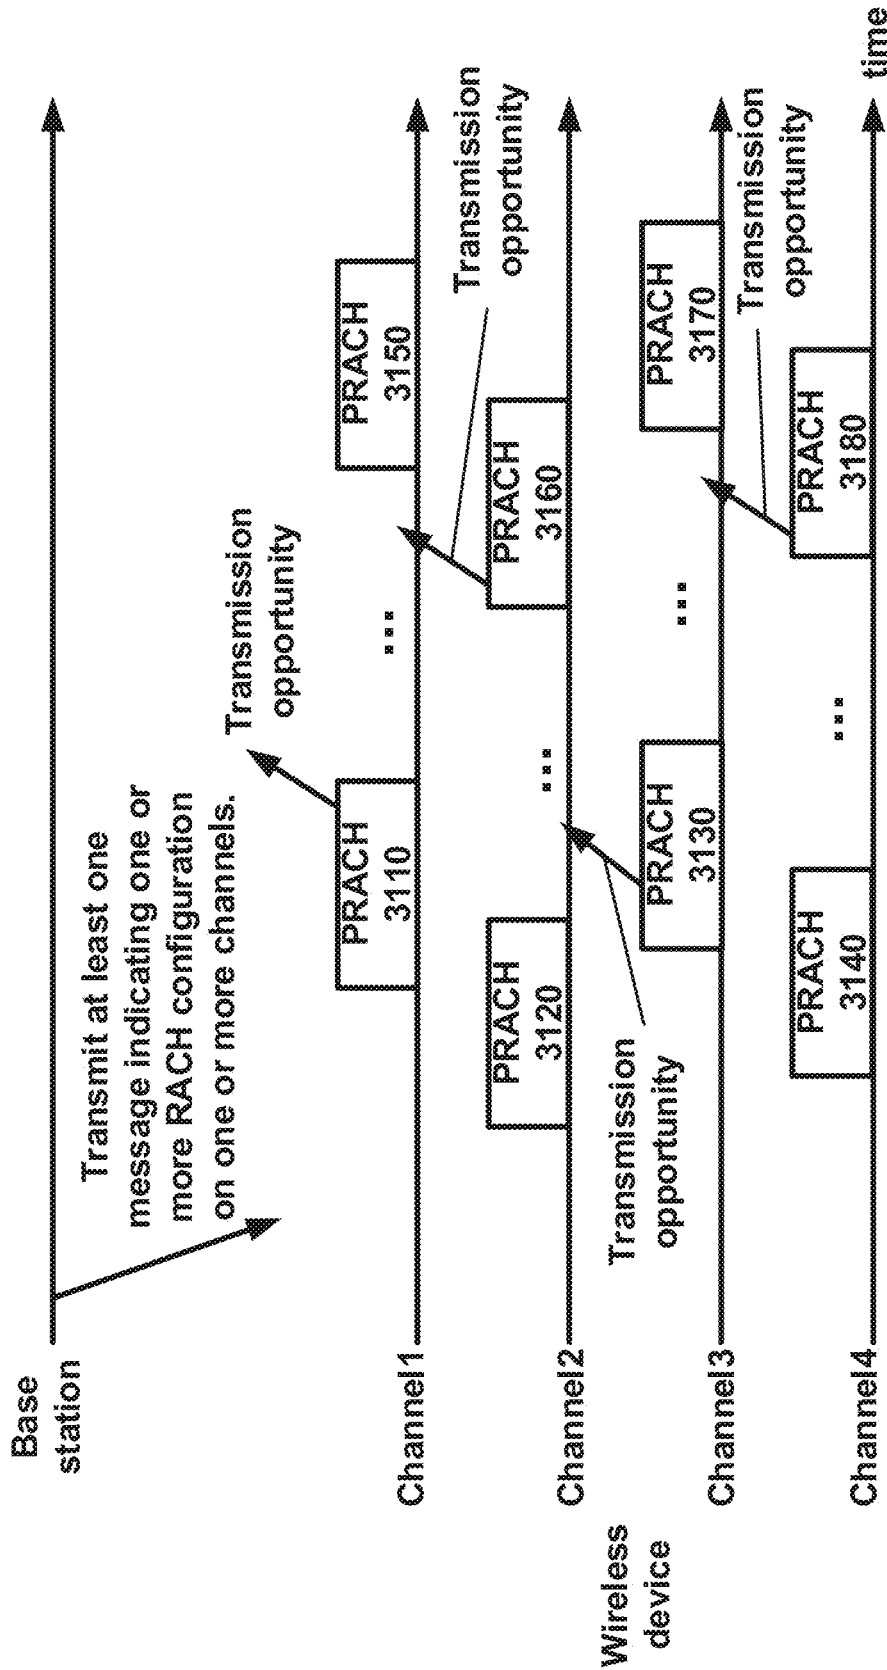 Base
station
Transmit at least one
message indicating one or
more RACH configuration
on one or more channels.
Transmission
opportunity
Channel1
PRACH
3110
...
PRACH
3150
Transmission
opportunity
Channel2
PRACH
3120
...
PRACH
3160
Wireless
device
Transmission
opportunity
Channel3
PRACH
3130
...
PRACH
3170
Transmission
opportunity
Channel4
PRACH
3140
...
PRACH
3180
time